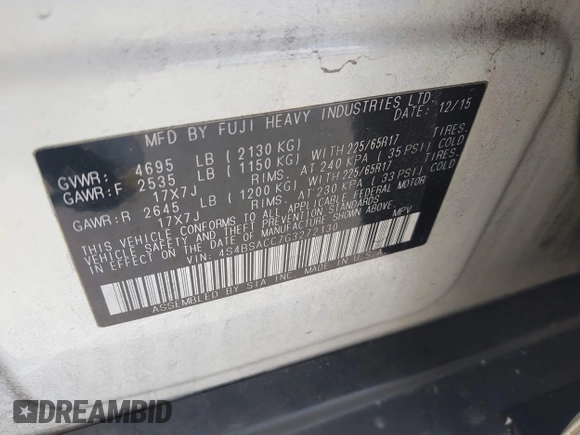 MFD BY FUJI HEAVY INDUSTRIES LTD.
DATE: 12/15
GVWR: 4695 LB (2130 KG)
GAWR:F 2535 LB (1150 KG) WITH 225/65R17 TIRES.
17X7J RIMS. AT 240 KPA (35 PSI) COLD
GAWR:R 2645 LB (1200 KG) WITH 225/65R17 TIRES.
17X7J RIMS. AT 230 KPA (33 PSI) COLD
THIS VEHICLE CONFORMS TO ALL APPLICABLE FEDERAL MOTOR
VEHICLE SAFETY AND THEFT PREVENTION STANDARDS
IN EFFECT ON THE DATE OF MANUFACTURE SHOWN ABOVE.
VIN: 4S4BSACC7G3272130 MPV
ASSEMBLED BY SIA INC. MADE IN U.S.A.
DREAMBID